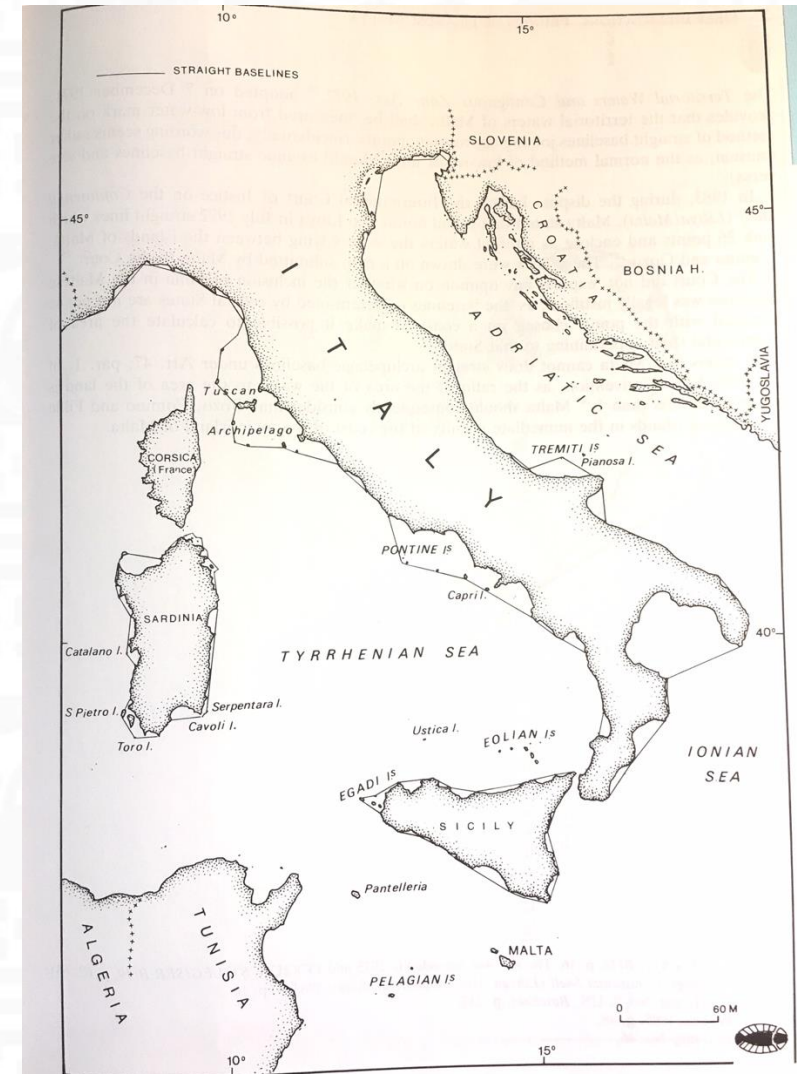 10°
15°
STRAIGHT BASELINES
SLOVENIA
45°
45°
CROATIA
BOSNIA H.
ITALY
ADRIATIC SEA
YUGOSLAVIA
Tuscan
Archipelago
CORSICA
(France)
TREMITI Is
Pianosa I.
PONTINE Is
Capri I.
SARDINIA
40°
Catalano I.
TYRRHENIAN SEA
S Pietro I.
Serpentara I.
Cavoli I.
Toro I.
Ustica I.
EOLIAN Is
IONIAN
SEA
EGADI Is
SICILY
Pantelleria
ALGERIA
TUNISIA
MALTA
PELAGIAN Is
0 60 M
10°
15°